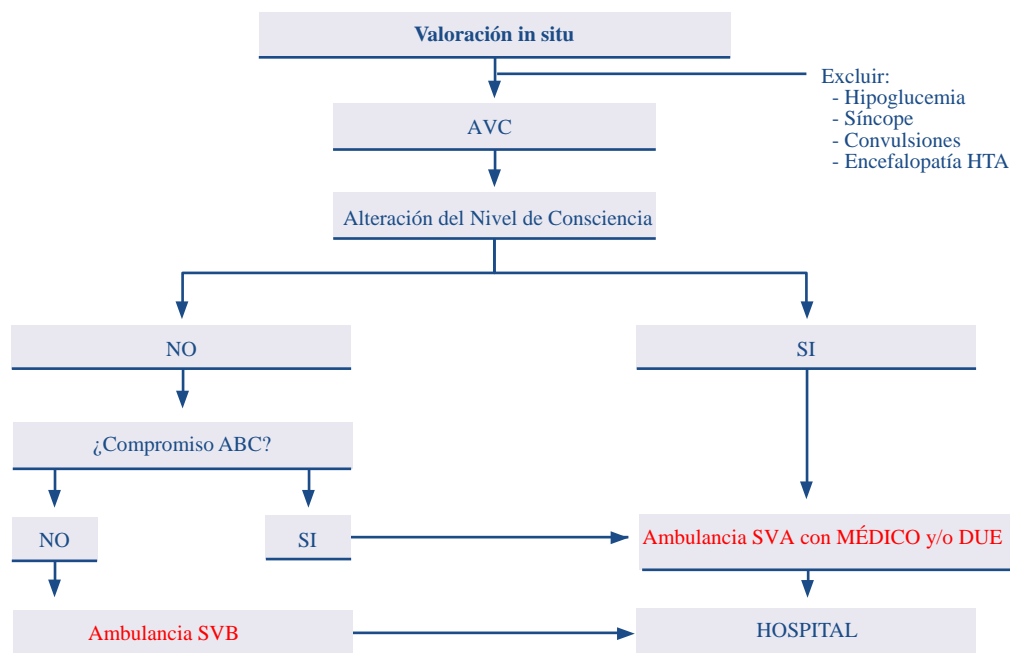 Valoración in situ
Excluir:
- Hipoglucemia
- Síncope
- Convulsiones
- Encefalopatía HTA
AVC
Alteración del Nivel de Consciencia
NO
SI
¿Compromiso ABC?
NO
SI
Ambulancia SVA con MÉDICO y/o DUE
Ambulancia SVB
HOSPITAL